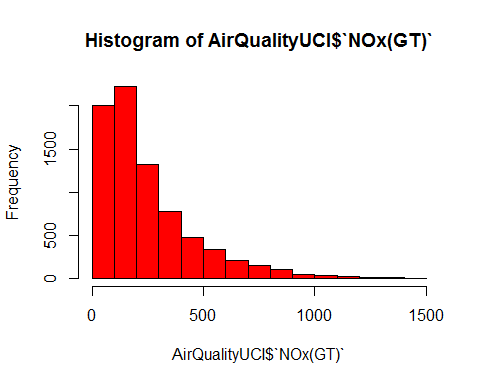 Histogram of AirQualityUCI$`NOx(GT)`
Frequency
1500
500
0
0 500 1000 1500
AirQualityUCI$`NOx(GT)`